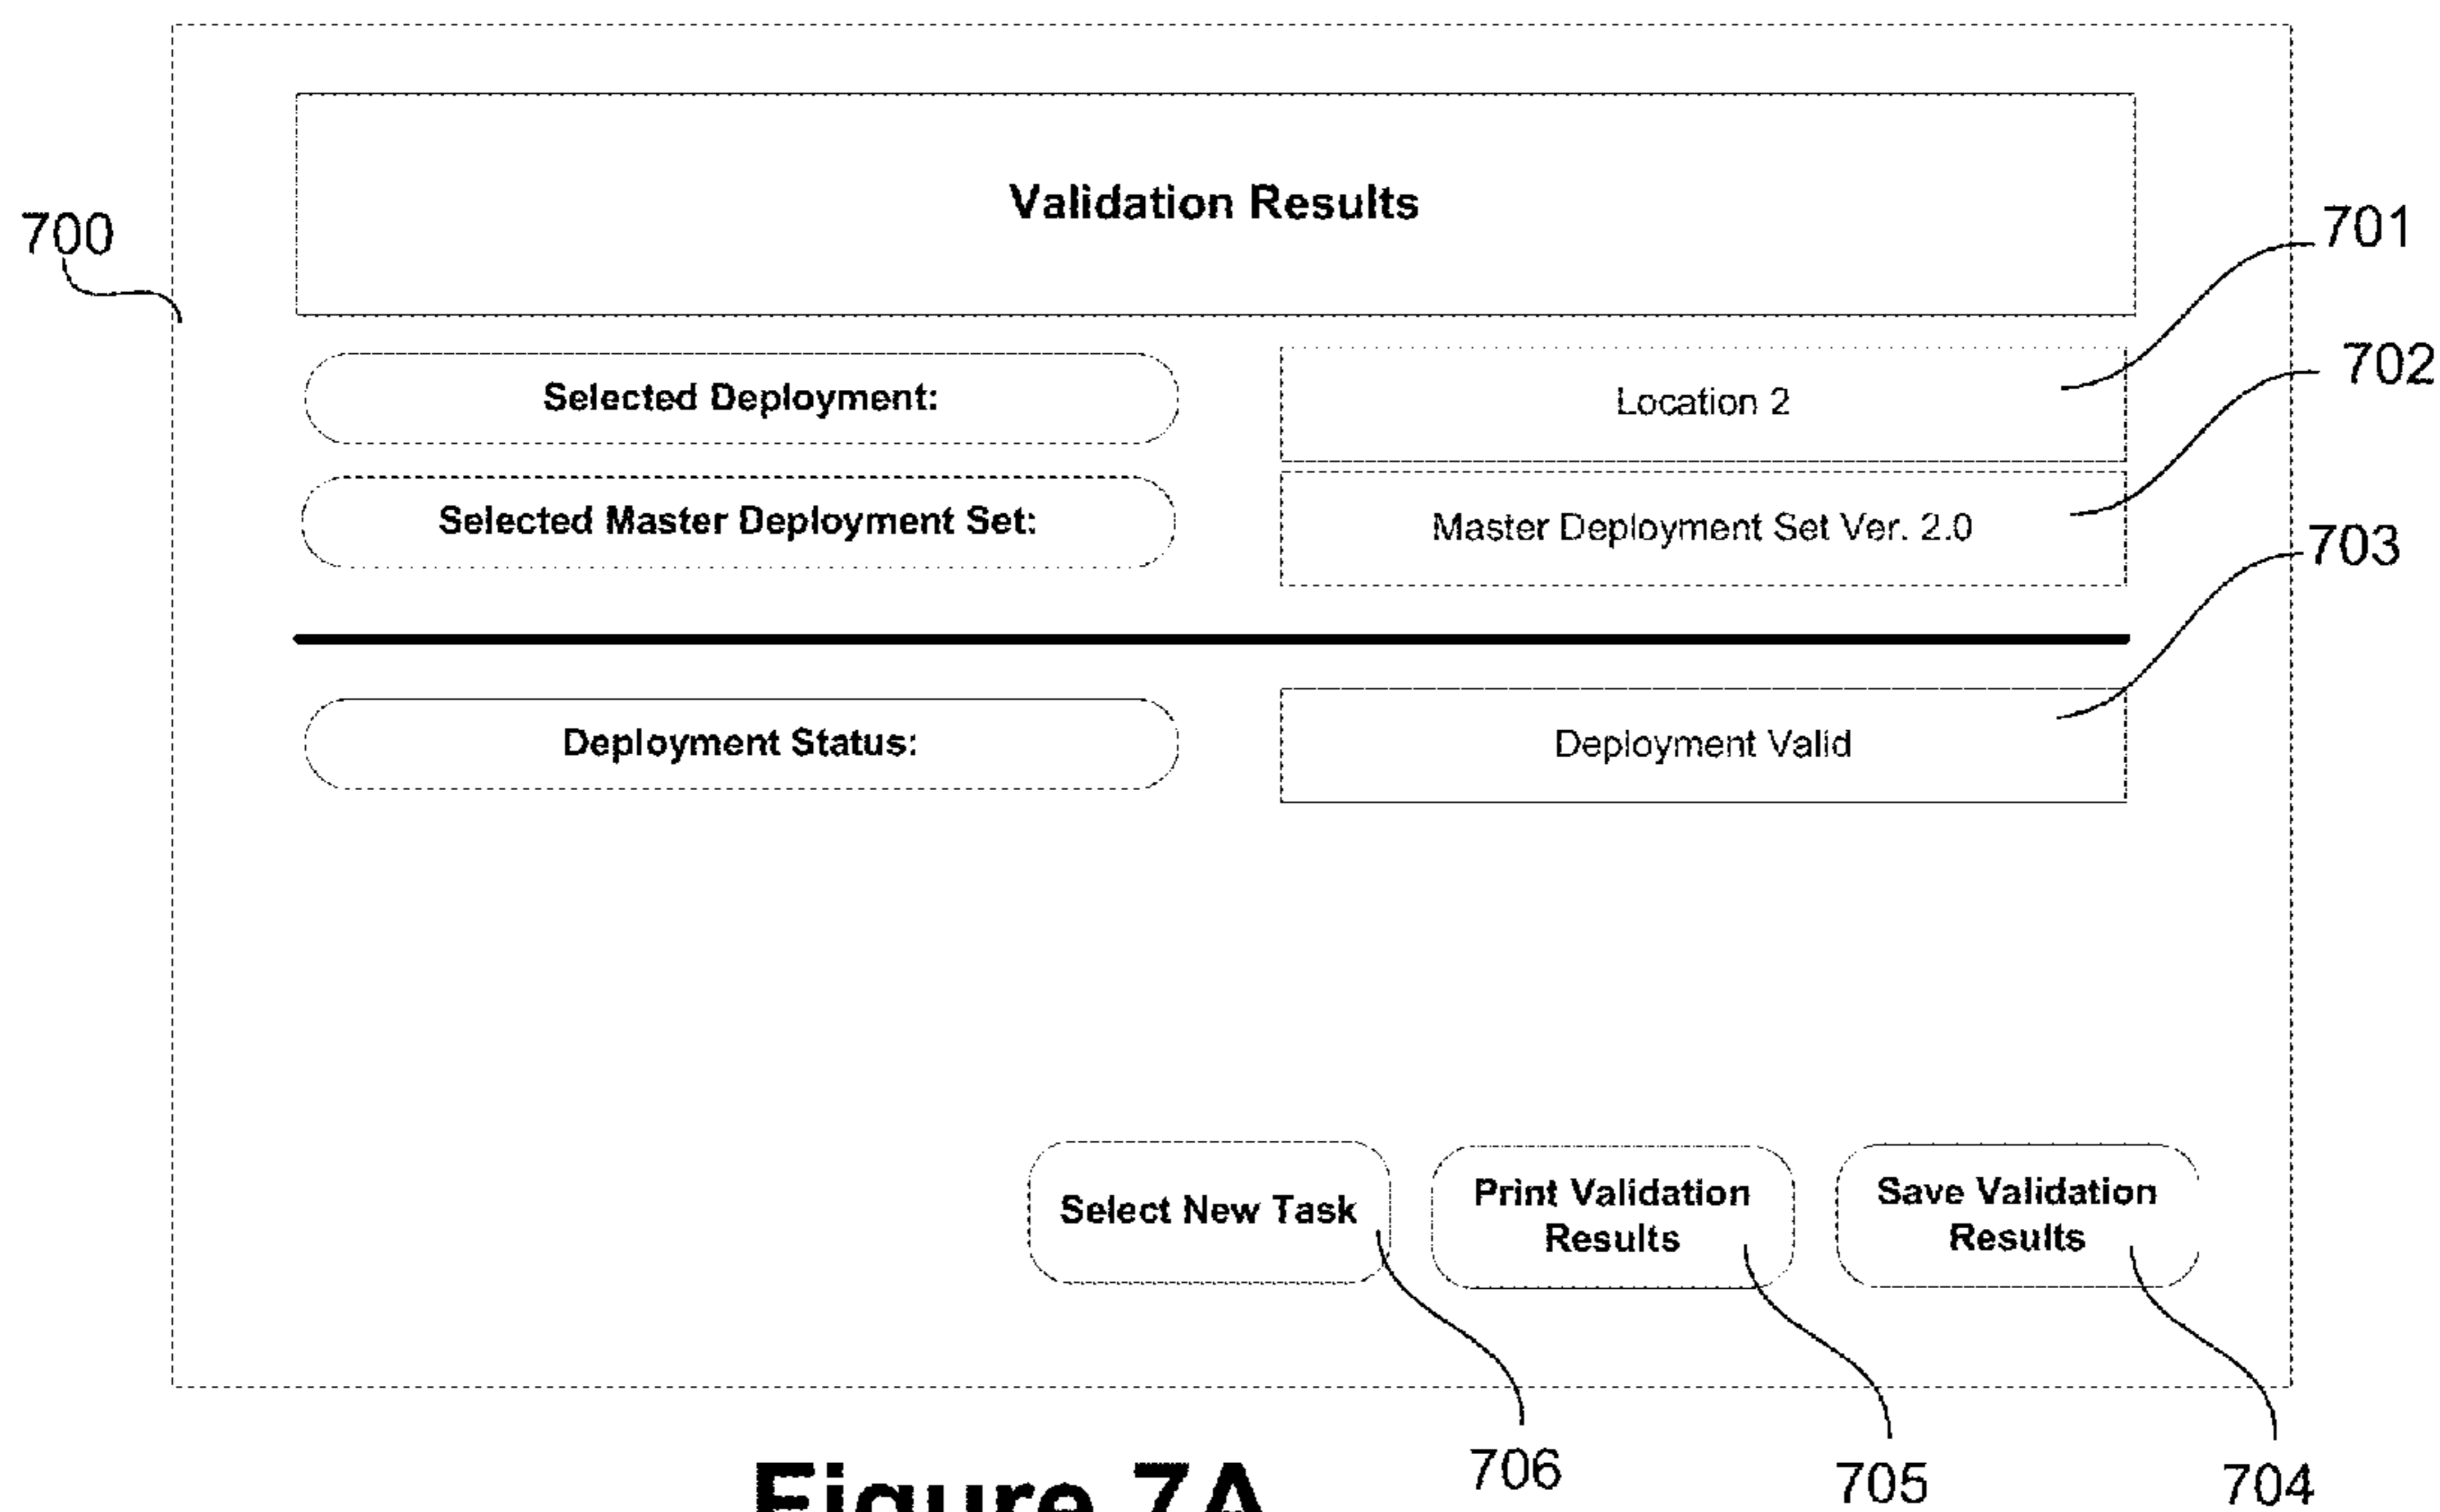 Validation Results
700
701
Selected Deployment:
Location 2
702
Selected Master Deployment Set:
Master Deployment Set Ver. 2.0
703
Deployment Status:
Deployment Valid
Select New Task
Print Validation
Results
Save Validation
Results
706
705
704
Figure 7A